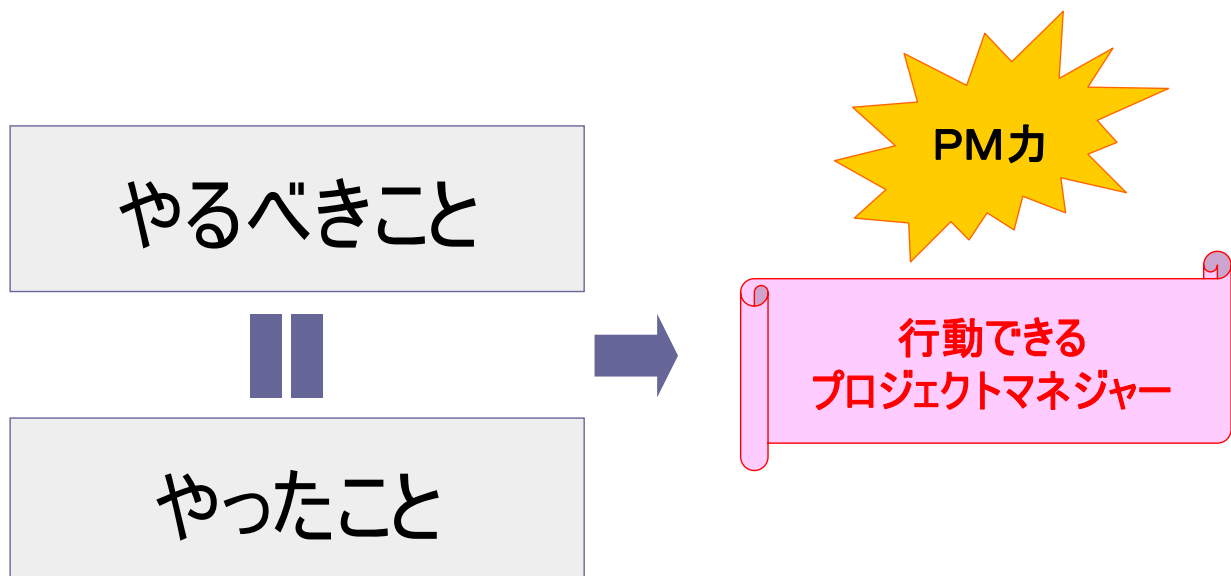 やるべきこと
やったこと
PM力
行動できる
プロジェクトマネジャー